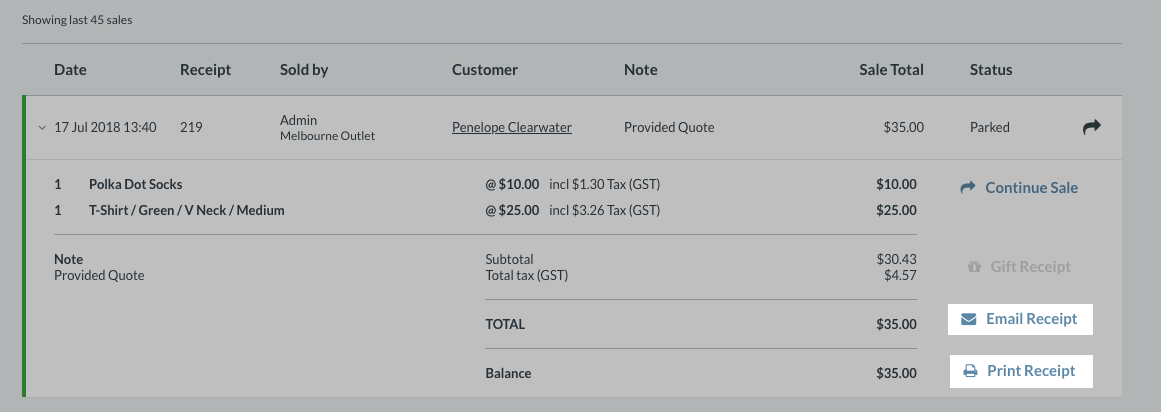 Showing last 45 sales
Date Receipt Sold by Customer Note Sale Total Status
17 Jul 2018 13:40 219 Admin Melbourne Outlet Penelope Clearwater Provided Quote $35.00 Parked
1 Polka Dot Socks @ $10.00 incl $1.30 Tax (GST) $10.00 Continue Sale
1 T-Shirt / Green / V Neck / Medium @ $25.00 incl $3.26 Tax (GST) $25.00
Note Subtotal $30.43 Gift Receipt
Provided Quote Total tax (GST) $4.57
TOTAL $35.00 Email Receipt
Balance $35.00 Print Receipt